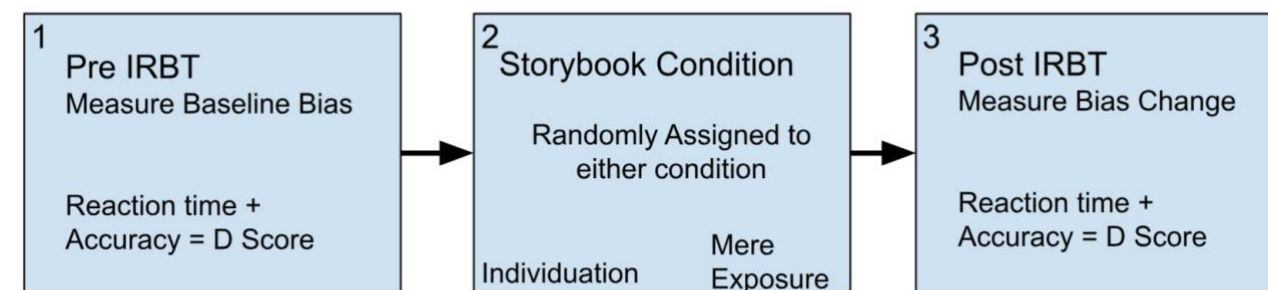 1
Pre IRBT
Measure Baseline Bias
Reaction time +
Accuracy = D Score
2
Storybook Condition
Randomly Assigned to
either condition
Individuation
Mere
Exposure
3
Post IRBT
Measure Bias Change
Reaction time +
Accuracy = D Score